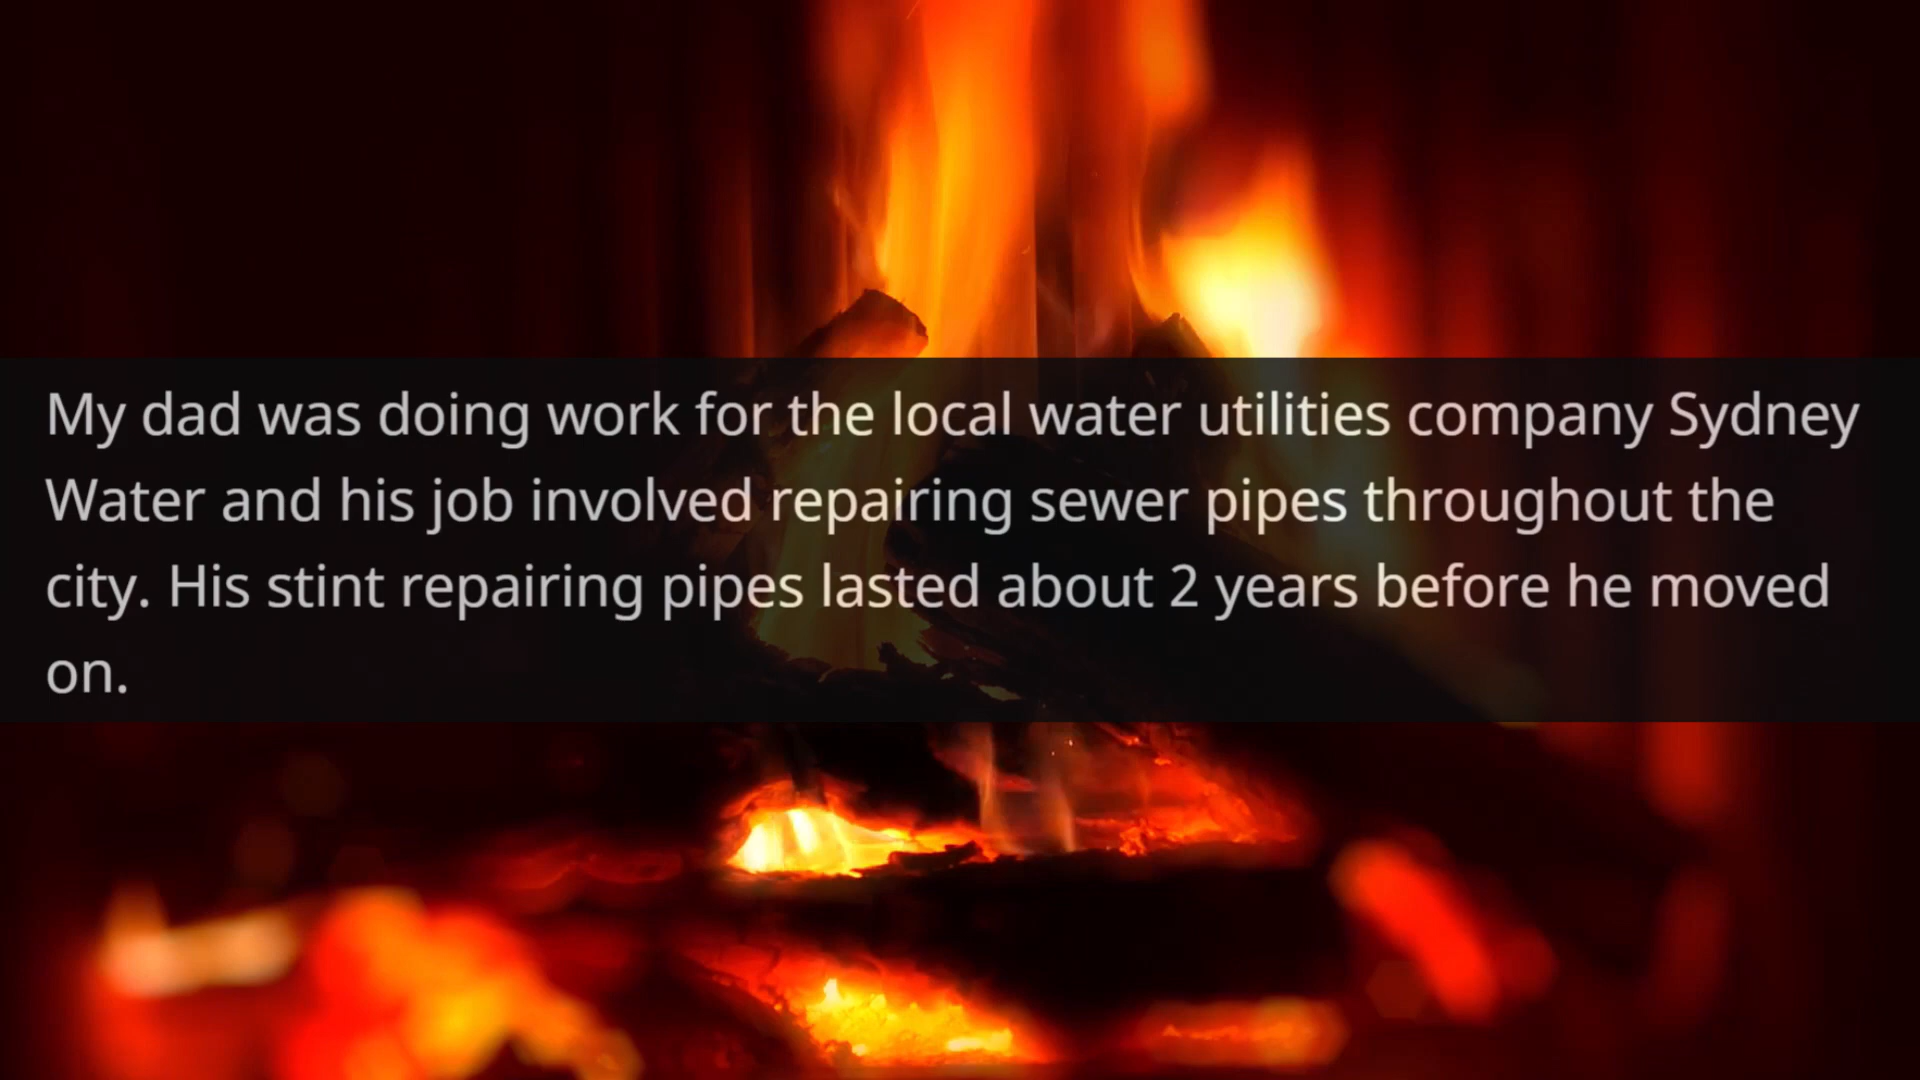 My dad was doing work for the local water utilities company Sydney
Water and his job involved repairing sewer pipes throughout the
city. His stint repairing pipes lasted about 2 years before he moved
on.